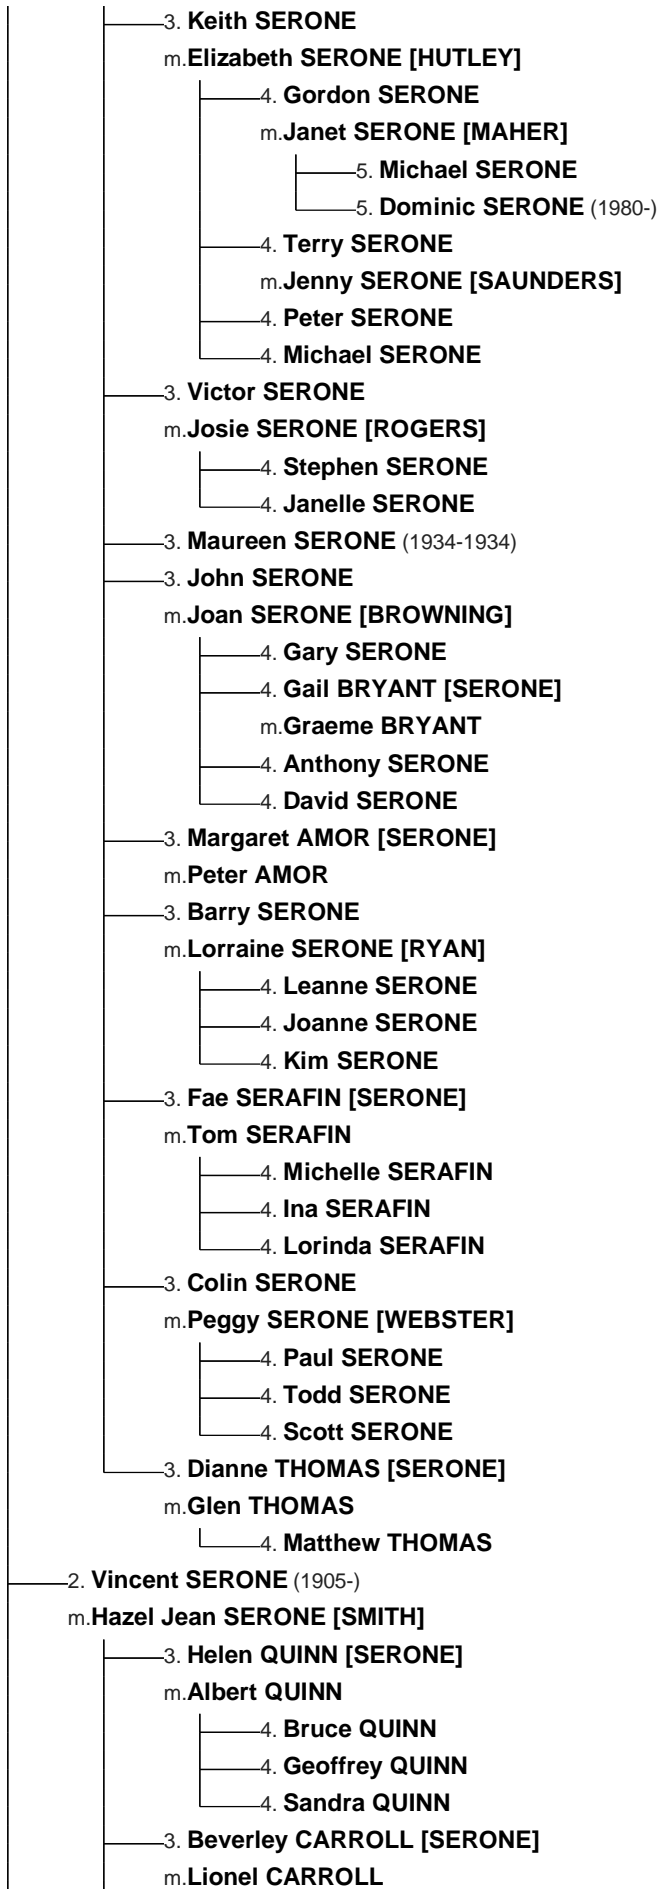 3. Keith SERONE
m.Elizabeth SERONE [HUTLEY]
4. Gordon SERONE
m.Janet SERONE [MAHER]
5. Michael SERONE
5. Dominic SERONE (1980-)
4. Terry SERONE
m.Jenny SERONE [SAUNDERS]
4. Peter SERONE
4. Michael SERONE
3. Victor SERONE
m.Josie SERONE [ROGERS]
4. Stephen SERONE
4. Janelle SERONE
3. Maureen SERONE (1934-1934)
3. John SERONE
m.Joan SERONE [BROWNING]
4. Gary SERONE
4. Gail BRYANT [SERONE]
m.Graeme BRYANT
4. Anthony SERONE
4. David SERONE
3. Margaret AMOR [SERONE]
m.Peter AMOR
3. Barry SERONE
m.Lorraine SERONE [RYAN]
4. Leanne SERONE
4. Joanne SERONE
4. Kim SERONE
3. Fae SERAFIN [SERONE]
m.Tom SERAFIN
4. Michelle SERAFIN
4. Ina SERAFIN
4. Lorinda SERAFIN
3. Colin SERONE
m.Peggy SERONE [WEBSTER]
4. Paul SERONE
4. Todd SERONE
4. Scott SERONE
3. Dianne THOMAS [SERONE]
m.Glen THOMAS
4. Matthew THOMAS
2. Vincent SERONE (1905-)
m.Hazel Jean SERONE [SMITH]
3. Helen QUINN [SERONE]
m.Albert QUINN
4. Bruce QUINN
4. Geoffrey QUINN
4. Sandra QUINN
3. Beverley CARROLL [SERONE]
m.Lionel CARROLL